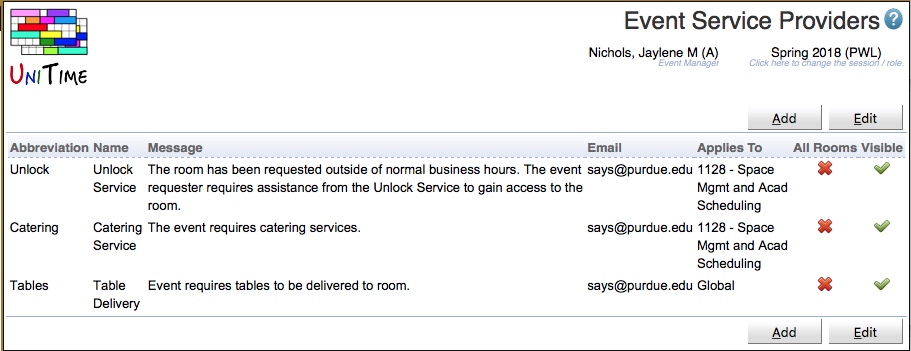 Event Service Providers ?
UNITIME
Nichols, Jaylene M (A) Spring 2018 (PWL)
Event Manager Click here to change the session / role.
Add Edit
Abbreviation Name Message Email Applies To All Rooms Visible
Unlock Unlock The room has been requested outside of normal business hours. The event says@purdue.edu 1128 - Space
Service requester requires assistance from the Unlock Service to gain access to the Mgmt and Acad
room. Scheduling
Catering Catering The event requires catering services. says@purdue.edu 1128 - Space
Service Mgmt and Acad
Scheduling
Tables Table Event requires tables to be delivered to room. says@purdue.edu Global
Delivery
Add Edit